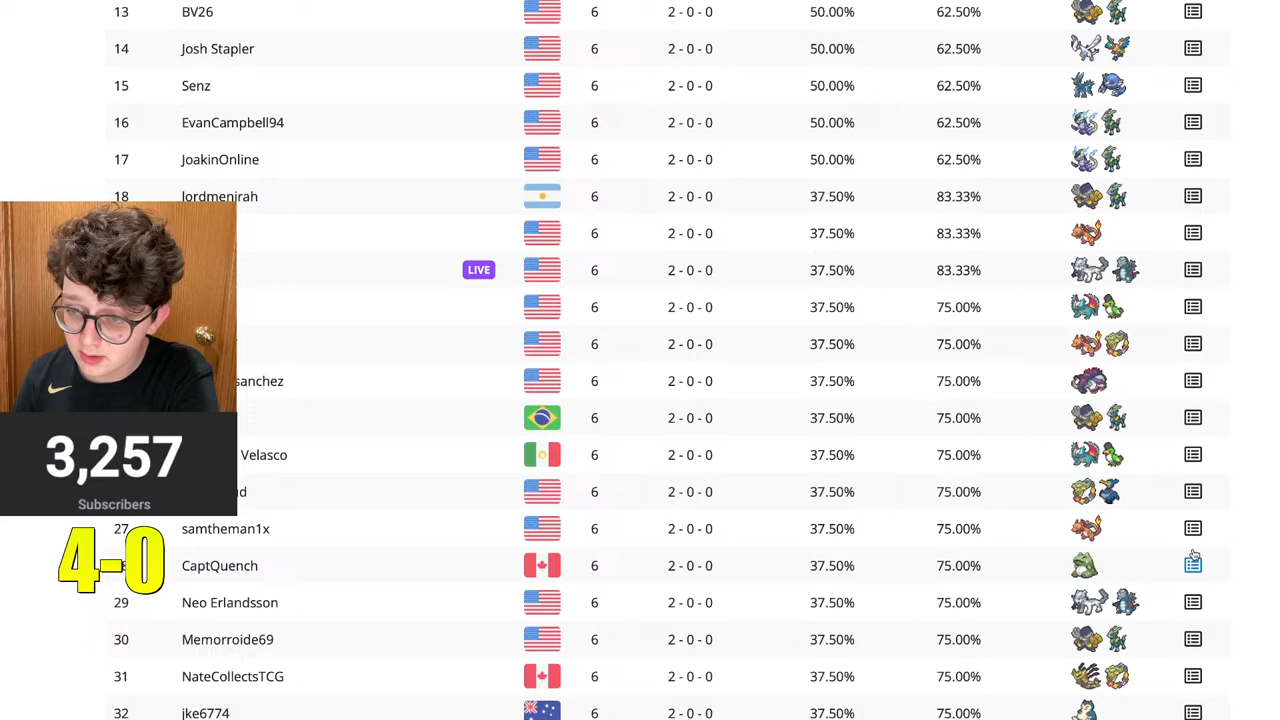 13 BV26 6 2 - 0 - 0 50.00% 62.50%
14 Josh Stapler 6 2 - 0 - 0 50.00% 62.50%
15 Senz 6 2 - 0 - 0 50.00% 62.50%
16 EvanCampbell94 6 2 - 0 - 0 50.00% 62.50%
17 JoakinOnline 6 2 - 0 - 0 50.00% 62.50%
18 6 2 - 0 - 0 37.50% 83.33%
6 2 - 0 - 0 37.50% 83.33%
LIVE 6 2 - 0 - 0 37.50% 83.33%
6 2 - 0 - 0 37.50% 75.00%
6 2 - 0 - 0 37.50% 75.00%
sanchez 6 2 - 0 - 0 37.50% 75.00%
6 2 - 0 - 0 37.50% 75.00%
Velasco 6 2 - 0 - 0 37.50% 75.00%
6 2 - 0 - 0 37.50% 75.00%
27 samtheman1x 6 2 - 0 - 0 37.50% 75.00%
CaptQuench 6 2 - 0 - 0 37.50% 75.00%
29 Neo Erlandsson 6 2 - 0 - 0 37.50% 75.00%
30 Memorroide69 6 2 - 0 - 0 37.50% 75.00%
31 NateCollectsTCG 6 2 - 0 - 0 37.50% 75.00%
32 jke6774 6 2 - 0 - 0 37.50% 75.00%
3,257
Subscribers
4-0